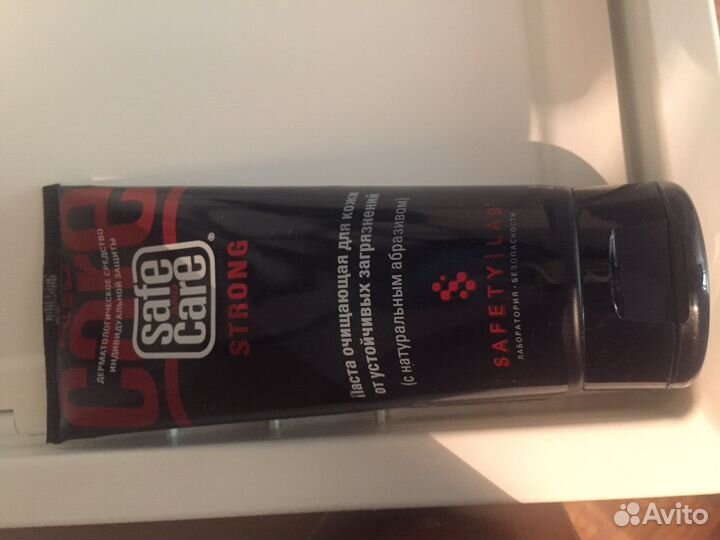 ДЕРМАТОЛОГИЧЕСКОЕ СРЕДСТВО
ИНДИВИДУАЛЬНОЙ ЗАЩИТЫ
care
safe
care®
STRONG
Паста очищающая для кожи
от устойчивых загрязнений
(с натуральным абразивом)
SAFETY|LAB®
ЛАБОРАТОРИЯ · БЕЗОПАСНОСТИ
Avito